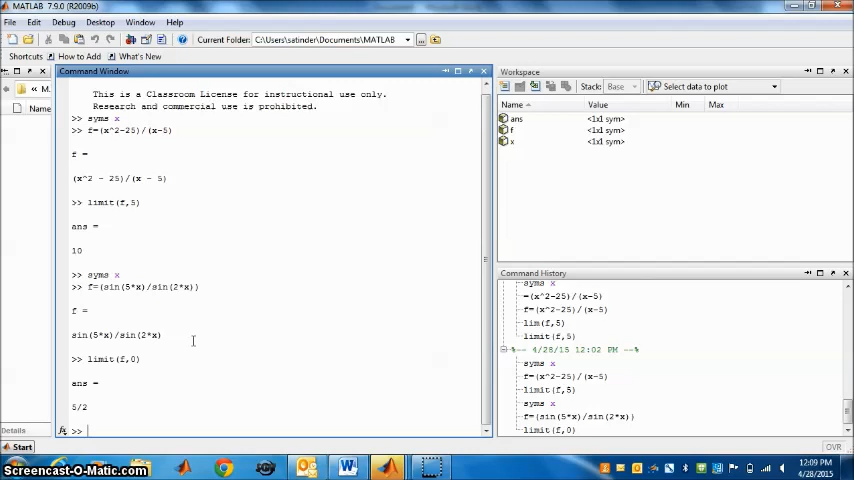 MATLAB 7.9.0 (R2009b)
File Edit Debug Desktop Window Help
Current Folder: C:\Users\satinder\Documents\MATLAB
Shortcuts How to Add What's New
« M.
Name
Details
Command Window
This is a Classroom License for instructional use only.
Research and commercial use is prohibited.
>> syms x
>> f=(x^2-25)/(x-5)
f =
(x^2 - 25)/(x - 5)
>> limit(f,5)
ans =
10
>> syms x
>> f=(sin(5*x)/sin(2*x))
f =
sin(5*x)/sin(2*x)
>> limit(f,0)
ans =
5/2
>>
Workspace
Stack: Base Select data to plot
Name Value Min Max
ans <1x1 sym>
f <1x1 sym>
x <1x1 sym>
Command History
syms x
=(x^2-25)/(x-5)
f=(x^2-25)/(x-5)
lim(f,5)
limit(f,5)
%-- 4/28/15 12:02 PM --%
syms x
f=(x^2-25)/(x-5)
limit(f,5)
syms x
f=(sin(5*x)/sin(2*x))
limit(f,0)
Start OVR
Screencast-O-Matic.com
12:09 PM
4/28/2015